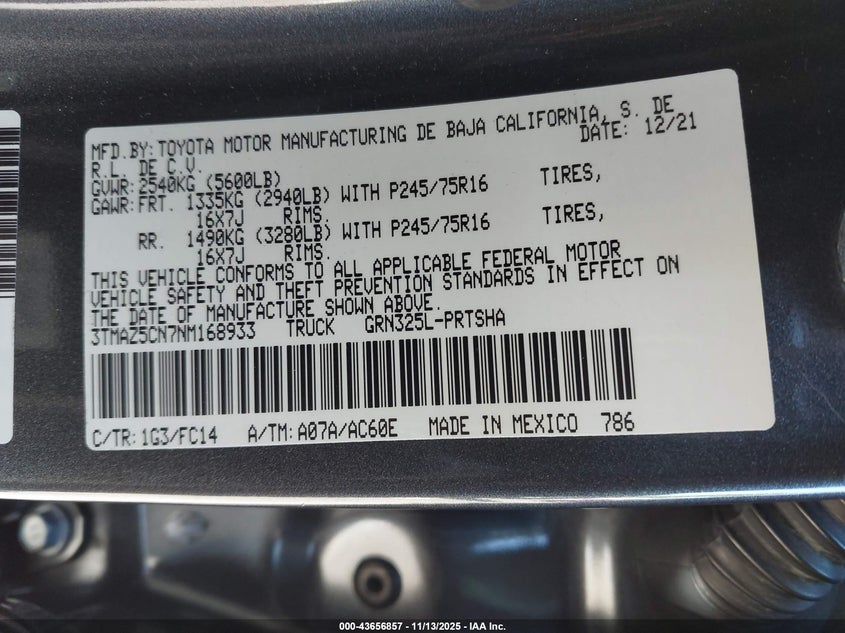 MFD.BY:TOYOTA MOTOR MANUFACTURING DE BAJA CALIFORNIA, S. DE
R.L. DE C.V. DATE: 12/21
GVWR:2540KG (5600LB)
GAWR:FRT. 1335KG (2940LB) WITH P245/75R16 TIRES,
16X7J RIMS.
RR. 1490KG (3280LB) WITH P245/75R16 TIRES,
16X7J RIMS.
THIS VEHICLE CONFORMS TO ALL APPLICABLE FEDERAL MOTOR
VEHICLE SAFETY AND THEFT PREVENTION STANDARDS IN EFFECT ON
THE DATE OF MANUFACTURE SHOWN ABOVE.
3TMAZ5CN7NM168933 TRUCK GRN325L-PRTSHA
C/TR:1G3/FC14 A/TM:A07A/AC60E MADE IN MEXICO 786
000-43656857 - 11/13/2025 - IAA Inc.